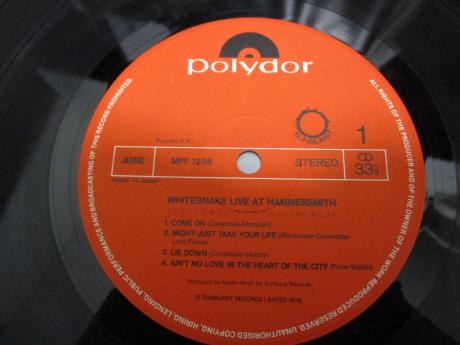 polydor
Polydor K.K.
SUNBURST
1
JASRAC
MPF 1288
STEREO
33⅓
Made in Japan
WHITESNAKE LIVE AT HAMMERSMITH
1. COME ON (Coverdale-Marsden)
2. MIGHT JUST TAKE YOUR LIFE (Blackmore-Coverdale-
Lord-Paice)
3. LIE DOWN (Coverdale-Moody)
4. AIN'T NO LOVE IN THE HEART OF THE CITY (Price-Walsh)
Produced by Martin Birch for Sunburst Records.
Ⓟ SUNBURST RECORDS LIMITED 1978.
ALL RIGHTS OF THE PRODUCER AND OF THE OWNER OF THE WORK REPRODUCED RESERVED. UNAUTHORISED COPYING, HIRING, LENDING, PUBLIC PERFORMANCE AND BROADCASTING OF THIS RECORD PROHIBITED.